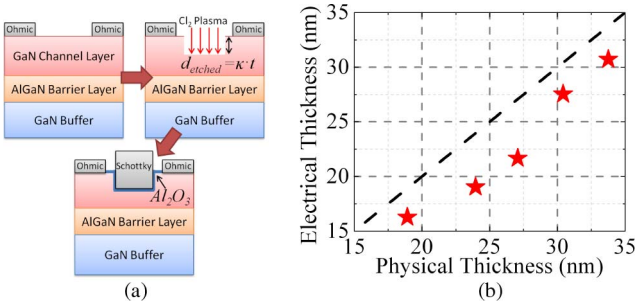 Cl2 Plasma
Ohmic Ohmic Ohmic Ohmic
GaN Channel Layer
d_etched=κ·t
AlGaN Barrier Layer AlGaN Barrier Layer
GaN Buffer GaN Buffer
Ohmic Schottky Ohmic
Al2O3
AlGaN Barrier Layer
GaN Buffer
(a)
Electrical Thickness (nm)
35
30
25
20
15
15 20 25 30 35
Physical Thickness (nm)
(b)